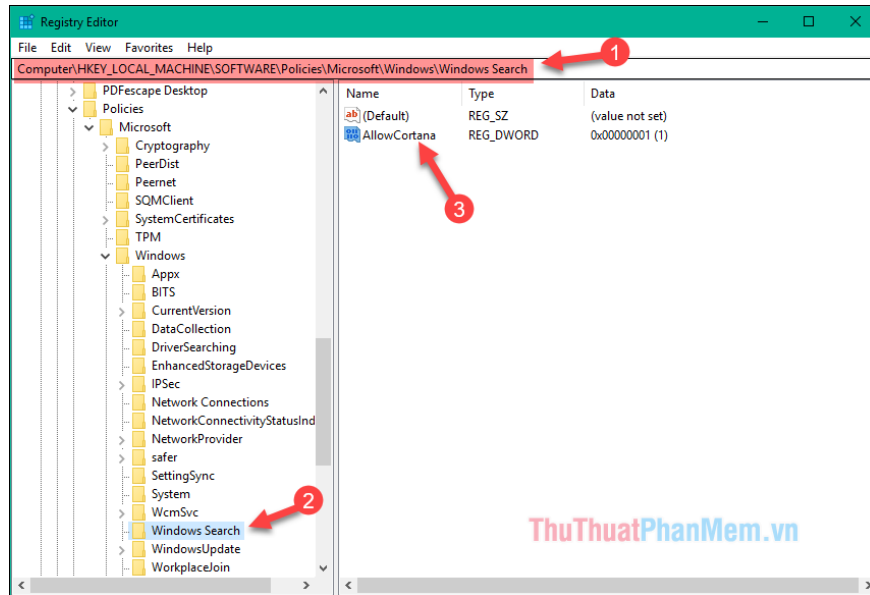 Registry Editor
File Edit View Favorites Help
Computer\HKEY_LOCAL_MACHINE\SOFTWARE\Policies\Microsoft\Windows\Windows Search
1
PDFescape Desktop
Policies
Microsoft
Cryptography
PeerDist
Peernet
SQMClient
SystemCertificates
TPM
Windows
Appx
BITS
CurrentVersion
DataCollection
DriverSearching
EnhancedStorageDevices
IPSec
Network Connections
NetworkConnectivityStatusInd
NetworkProvider
safer
SettingSync
System
WcmSvc
Windows Search
WindowsUpdate
WorkplaceJoin
2
Name Type Data
ab (Default) REG_SZ (value not set)
AllowCortana REG_DWORD 0x00000001 (1)
3
ThuThuatPhanMem.vn